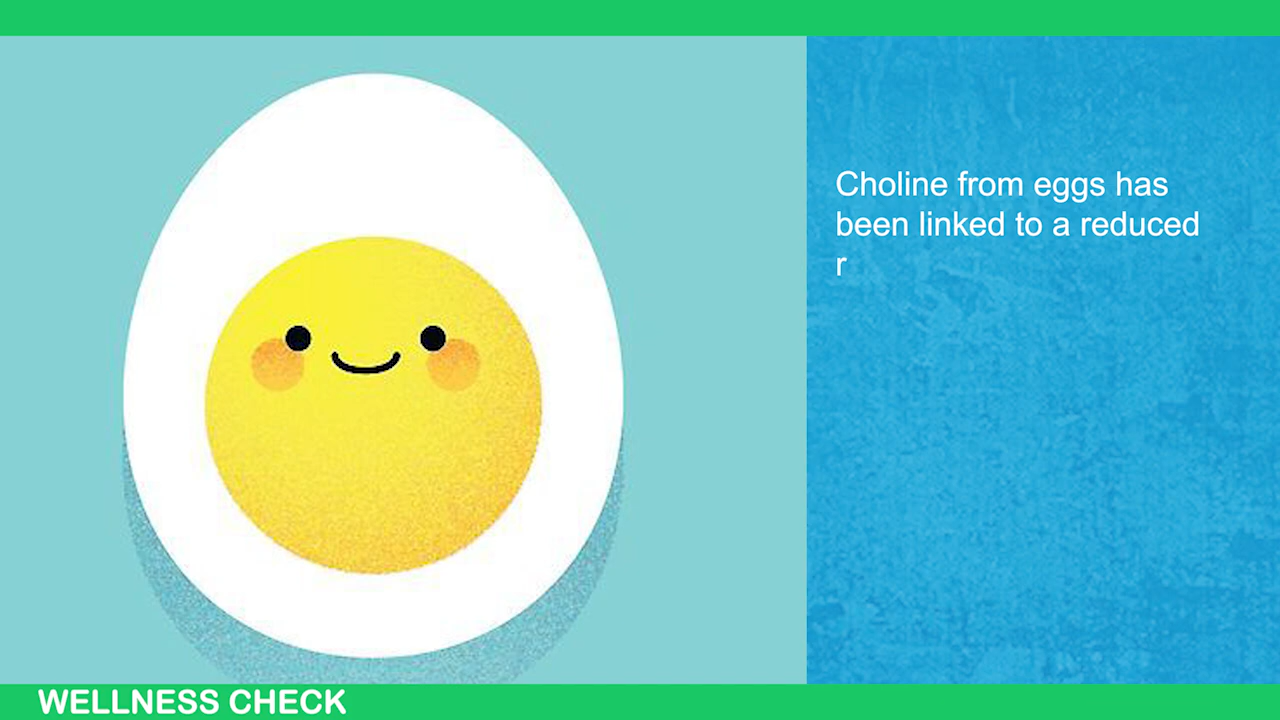 Choline from eggs has
been linked to a reduced
r
WELLNESS CHECK